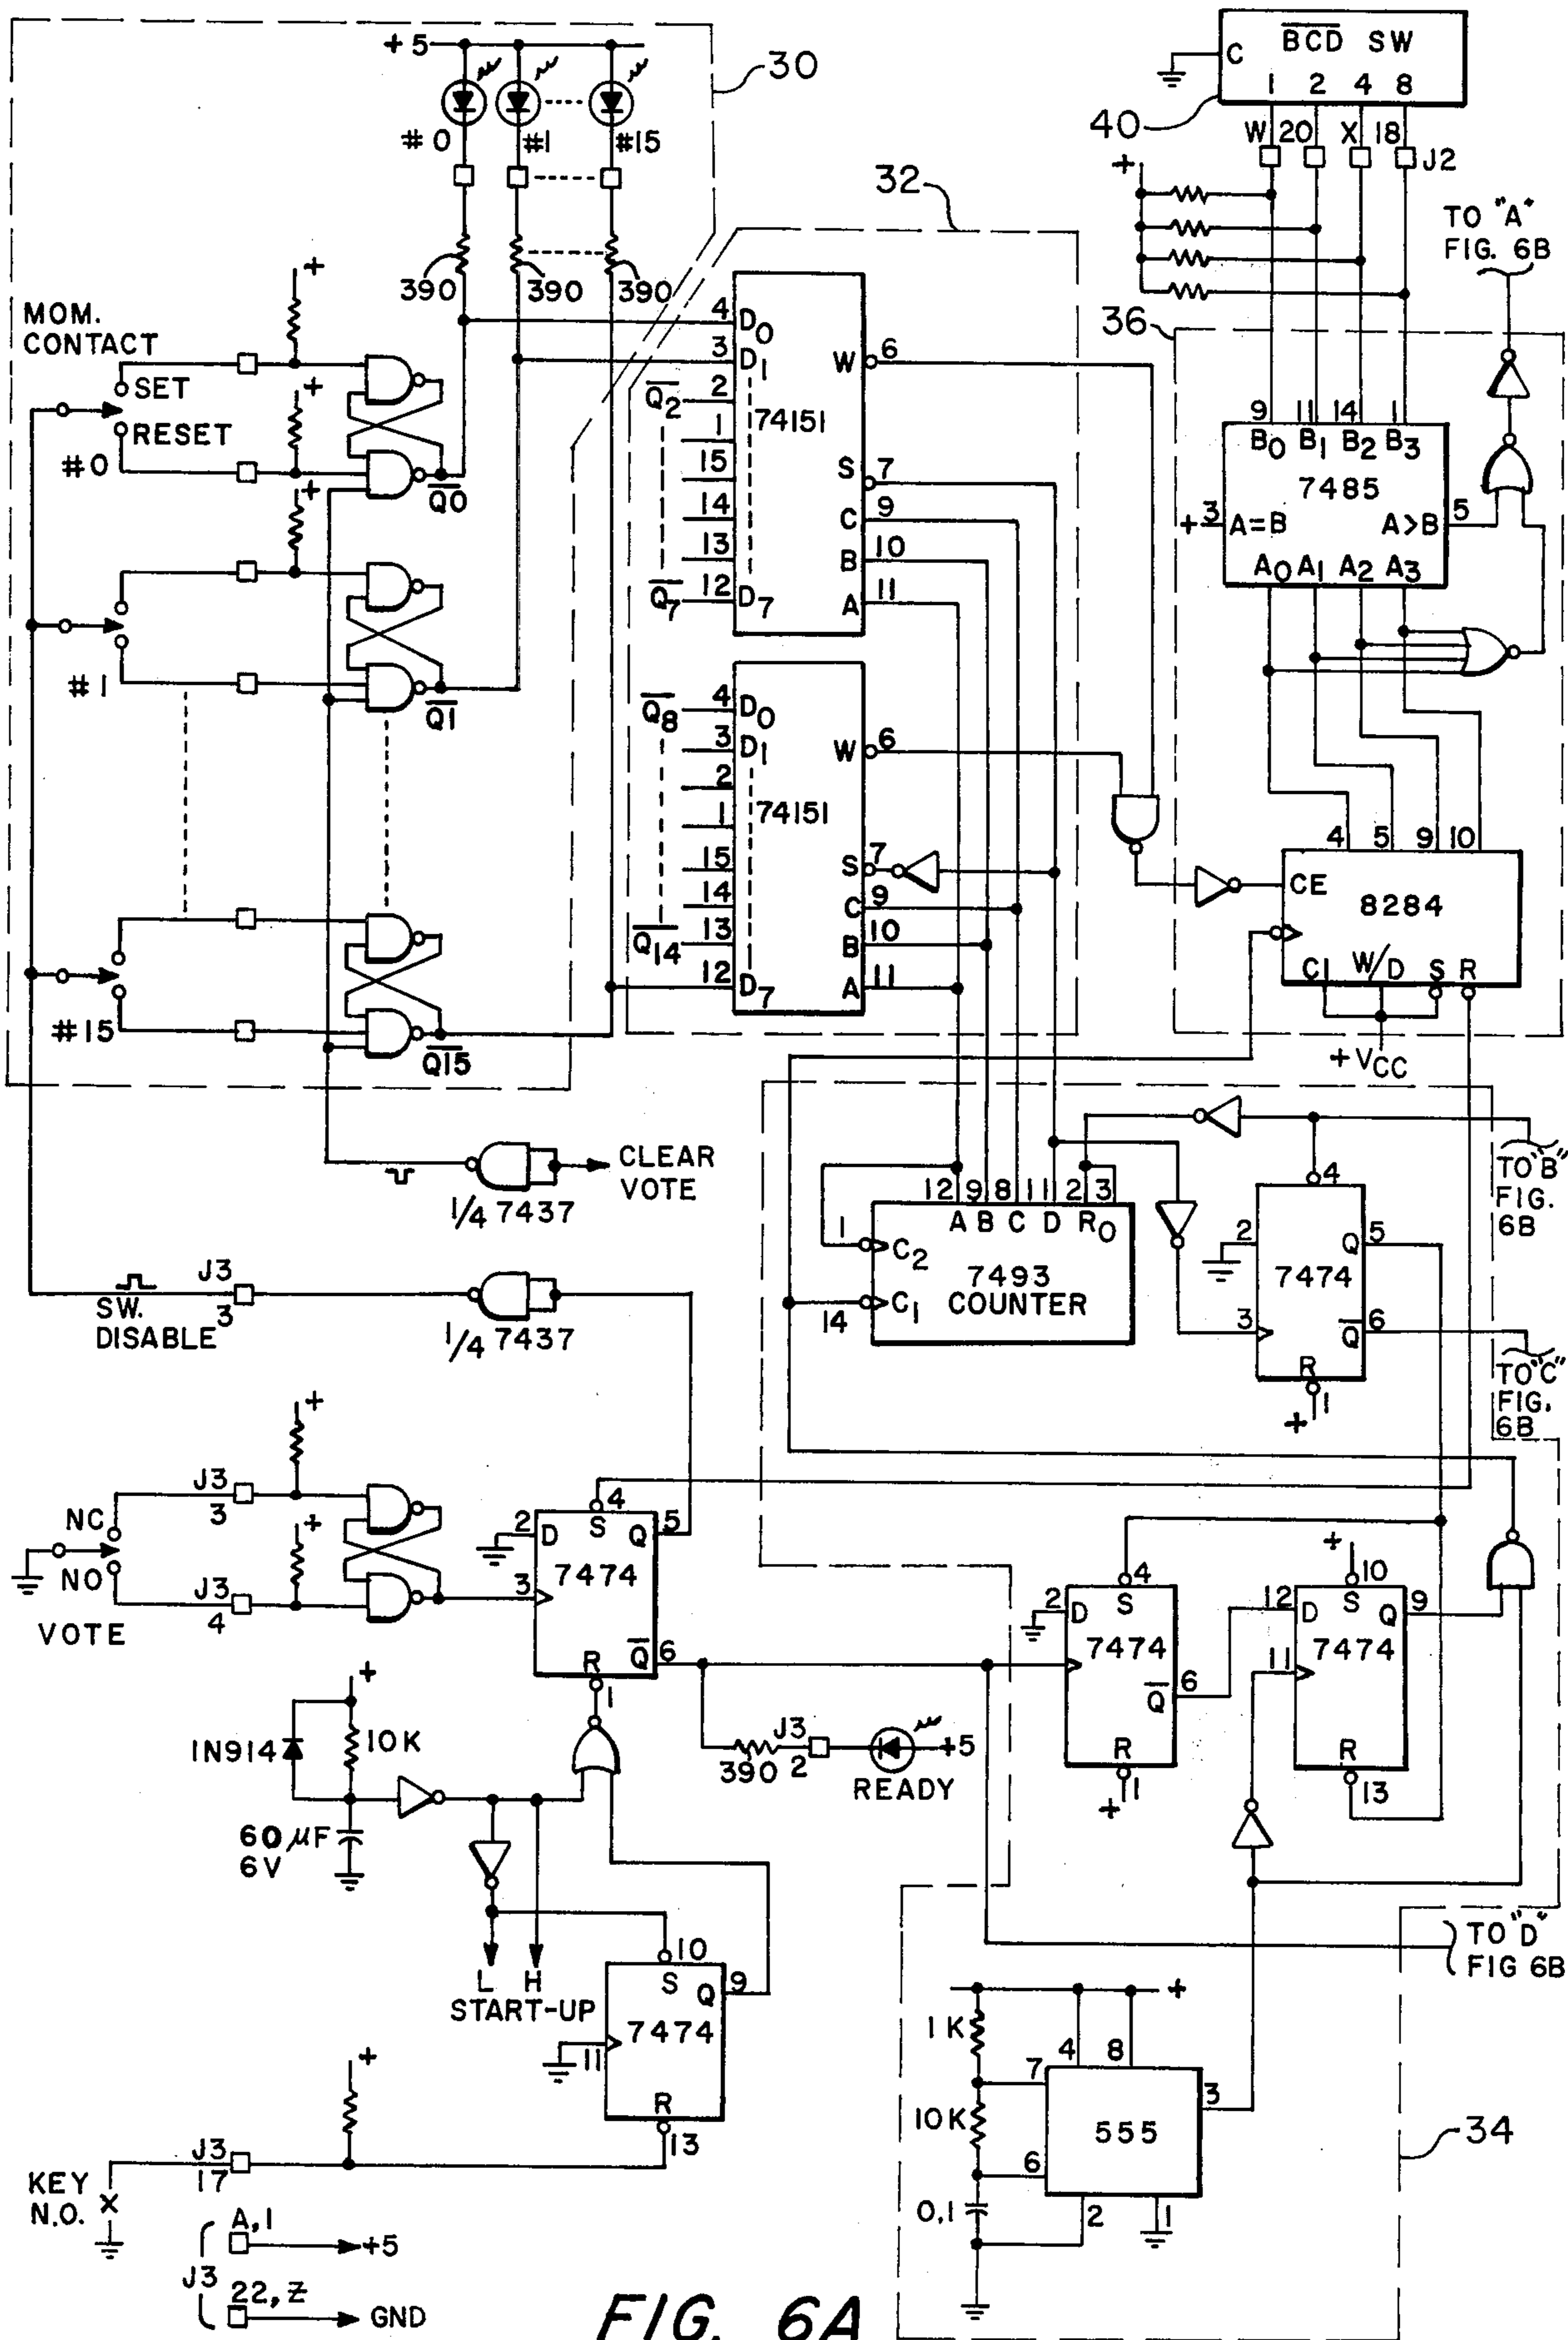 +5
30
#0
#1
#15
390
390
390
MOM.
CONTACT
+
SET
RESET
#0
+
Q0
+
#1
Q1
#15
Q15
32
4 D0
3 D1
Q2 2
1
15
14
13
Q7 12 D7
74151
W 6
S 7
C 9
B 10
A 11
Q8 4 D0
3 D1
2
1
15
14
Q14 13
12 D7
74151
W 6
S 7
C 9
B 10
A 11
BCD SW
C
1 2 4 8
40
W 20 X 18 J2
+
TO "A"
FIG. 6B
36
9 11 14 1
B0 B1 B2 B3
7485
+ 3 A=B
A>B 5
A0 A1 A2 A3
4 5 9 10
CE
8284
C1 W/D S R
+VCC
CLEAR
VOTE
1/4 7437
J3
3
SW.
DISABLE
1/4 7437
12 9 8 11 2 3
A B C D R0
1 C2
7493
COUNTER
14 C1
4
2
Q 5
7474
3
Q 6
R
1
+
TO "B"
FIG.
6B
TO "C"
FIG.
6B
+
J3
3
NC
+
NO
J3
4
VOTE
4
2 D S Q 5
7474
3
R Q 6
1
+
1N914
10K
60 µF
6V
390
J3
2
+5
READY
4
2 D S
7474
Q 6
R
1
+
+
10
12 D S Q 9
7474
11
R
13
L H
START-UP
10
S Q 9
7474
11
R
13
+
J3
17
KEY
N.O.
A,1
+5
J3
22,Z
GND
TO "D"
FIG 6B
+
1K
4 8
7
3
10K
555
6
0.1
2 1
34
FIG. 6A